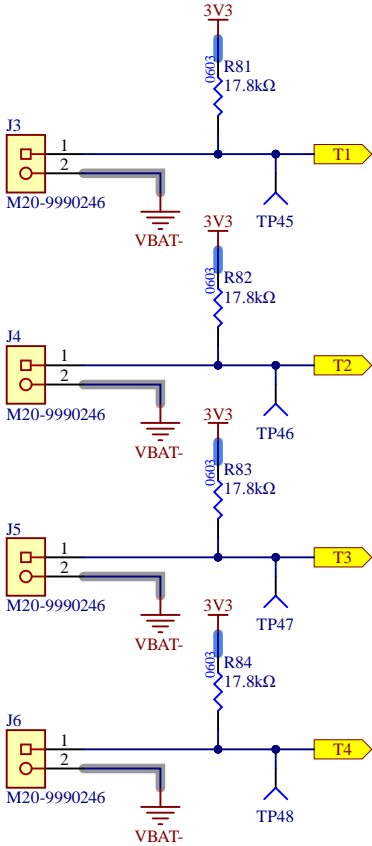 3V3
0603
R81
17.8kΩ
J3
1
2
T1
M20-9990246
TP45
VBAT-
3V3
0603
R82
17.8kΩ
J4
1
2
T2
M20-9990246
TP46
VBAT-
3V3
0603
R83
17.8kΩ
J5
1
2
T3
M20-9990246
TP47
VBAT-
3V3
0603
R84
17.8kΩ
J6
1
2
T4
M20-9990246
TP48
VBAT-